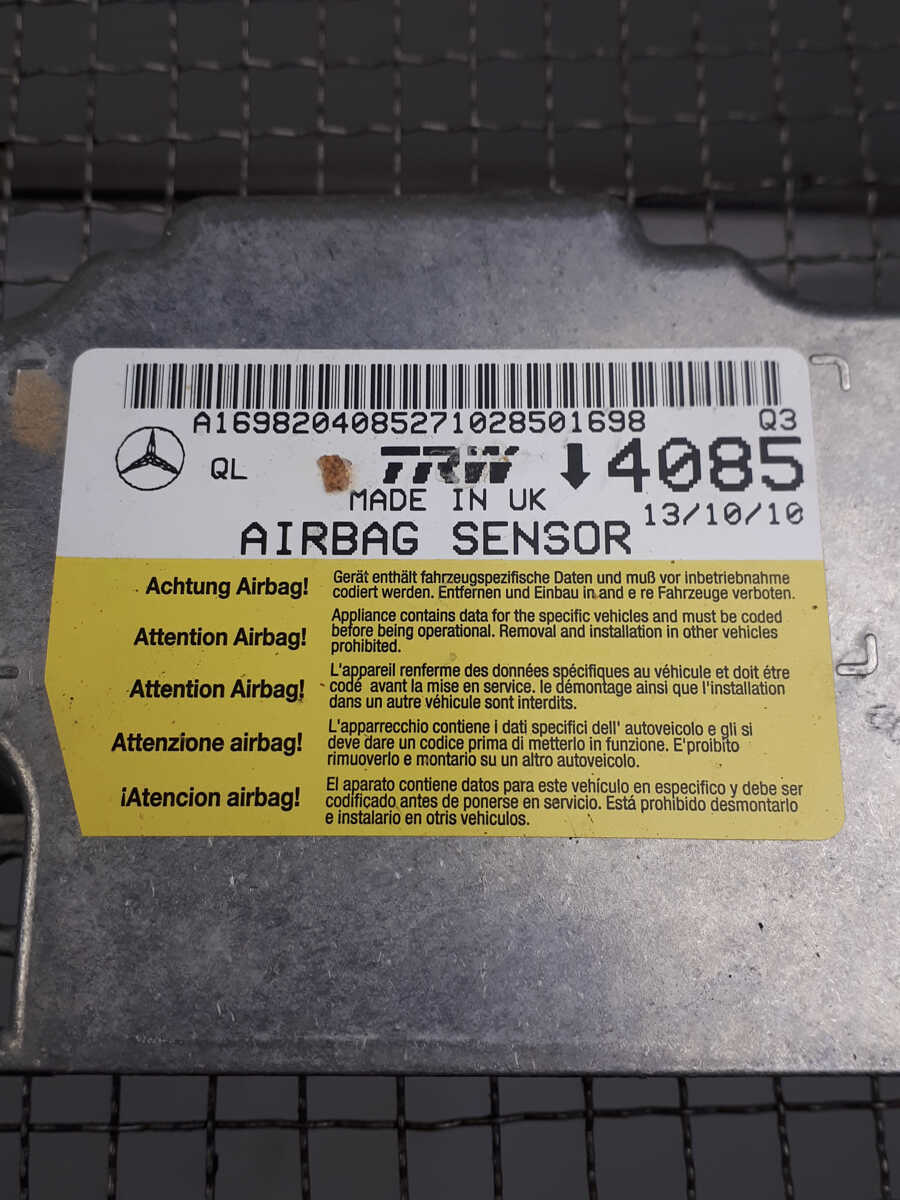 A1698204085271028501698 Q3
QL TRW 4085
MADE IN UK
13/10/10
AIRBAG SENSOR
Achtung Airbag! Gerät enthält fahrzeugspezifische Daten und muß vor inbetriebnahme
codiert werden. Entfernen und Einbau in and e re Fahrzeuge verboten.
Attention Airbag! Appliance contains data for the specific vehicles and must be coded
before being operational. Removal and installation in other vehicles
prohibited.
Attention Airbag! L'appareil renferme des données spécifiques au véhicule et doit étre
codé avant la mise en service. le démontage ainsi que l'installation
dans un autre véhicule sont interdits.
Attenzione airbag! L'apparrecchio contiene i dati specifici dell' autoveicolo e gli si
deve dare un codice prima di metterlo in funzione. E'proibito
rimuoverlo e montario su un altro autoveicolo.
¡Atencion airbag! El aparato contiene datos para este vehículo en especifico y debe ser
codificado antes de ponerse en servicio. Está prohibido desmontarlo
e instalario en otris vehiculos.